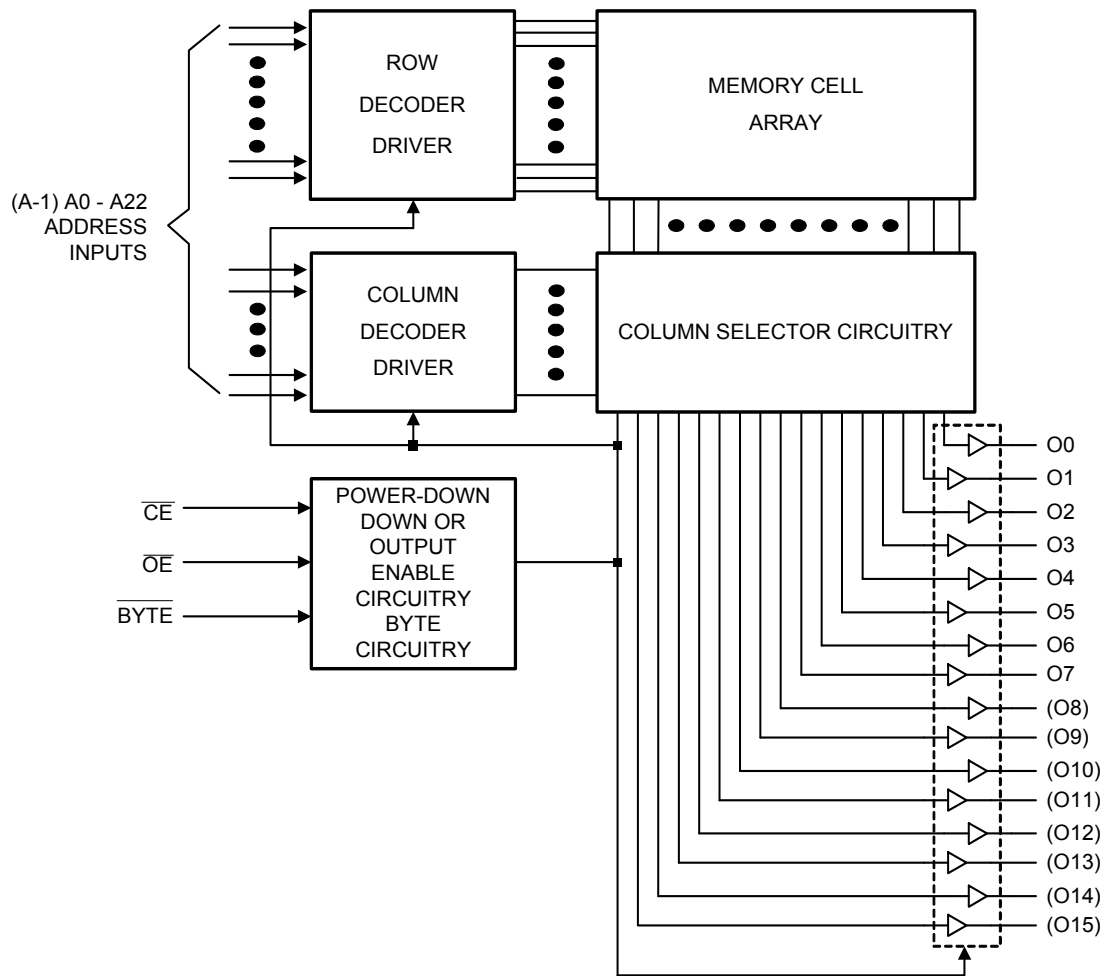 ROW
DECODER
DRIVER
MEMORY CELL
ARRAY
(A-1) A0 - A22
ADDRESS
INPUTS
COLUMN
DECODER
DRIVER
COLUMN SELECTOR CIRCUITRY
CE
OE
BYTE
POWER-DOWN
DOWN OR
OUTPUT
ENABLE
CIRCUITRY
BYTE
CIRCUITRY
O0
O1
O2
O3
O4
O5
O6
O7
(O8)
(O9)
(O10)
(O11)
(O12)
(O13)
(O14)
(O15)